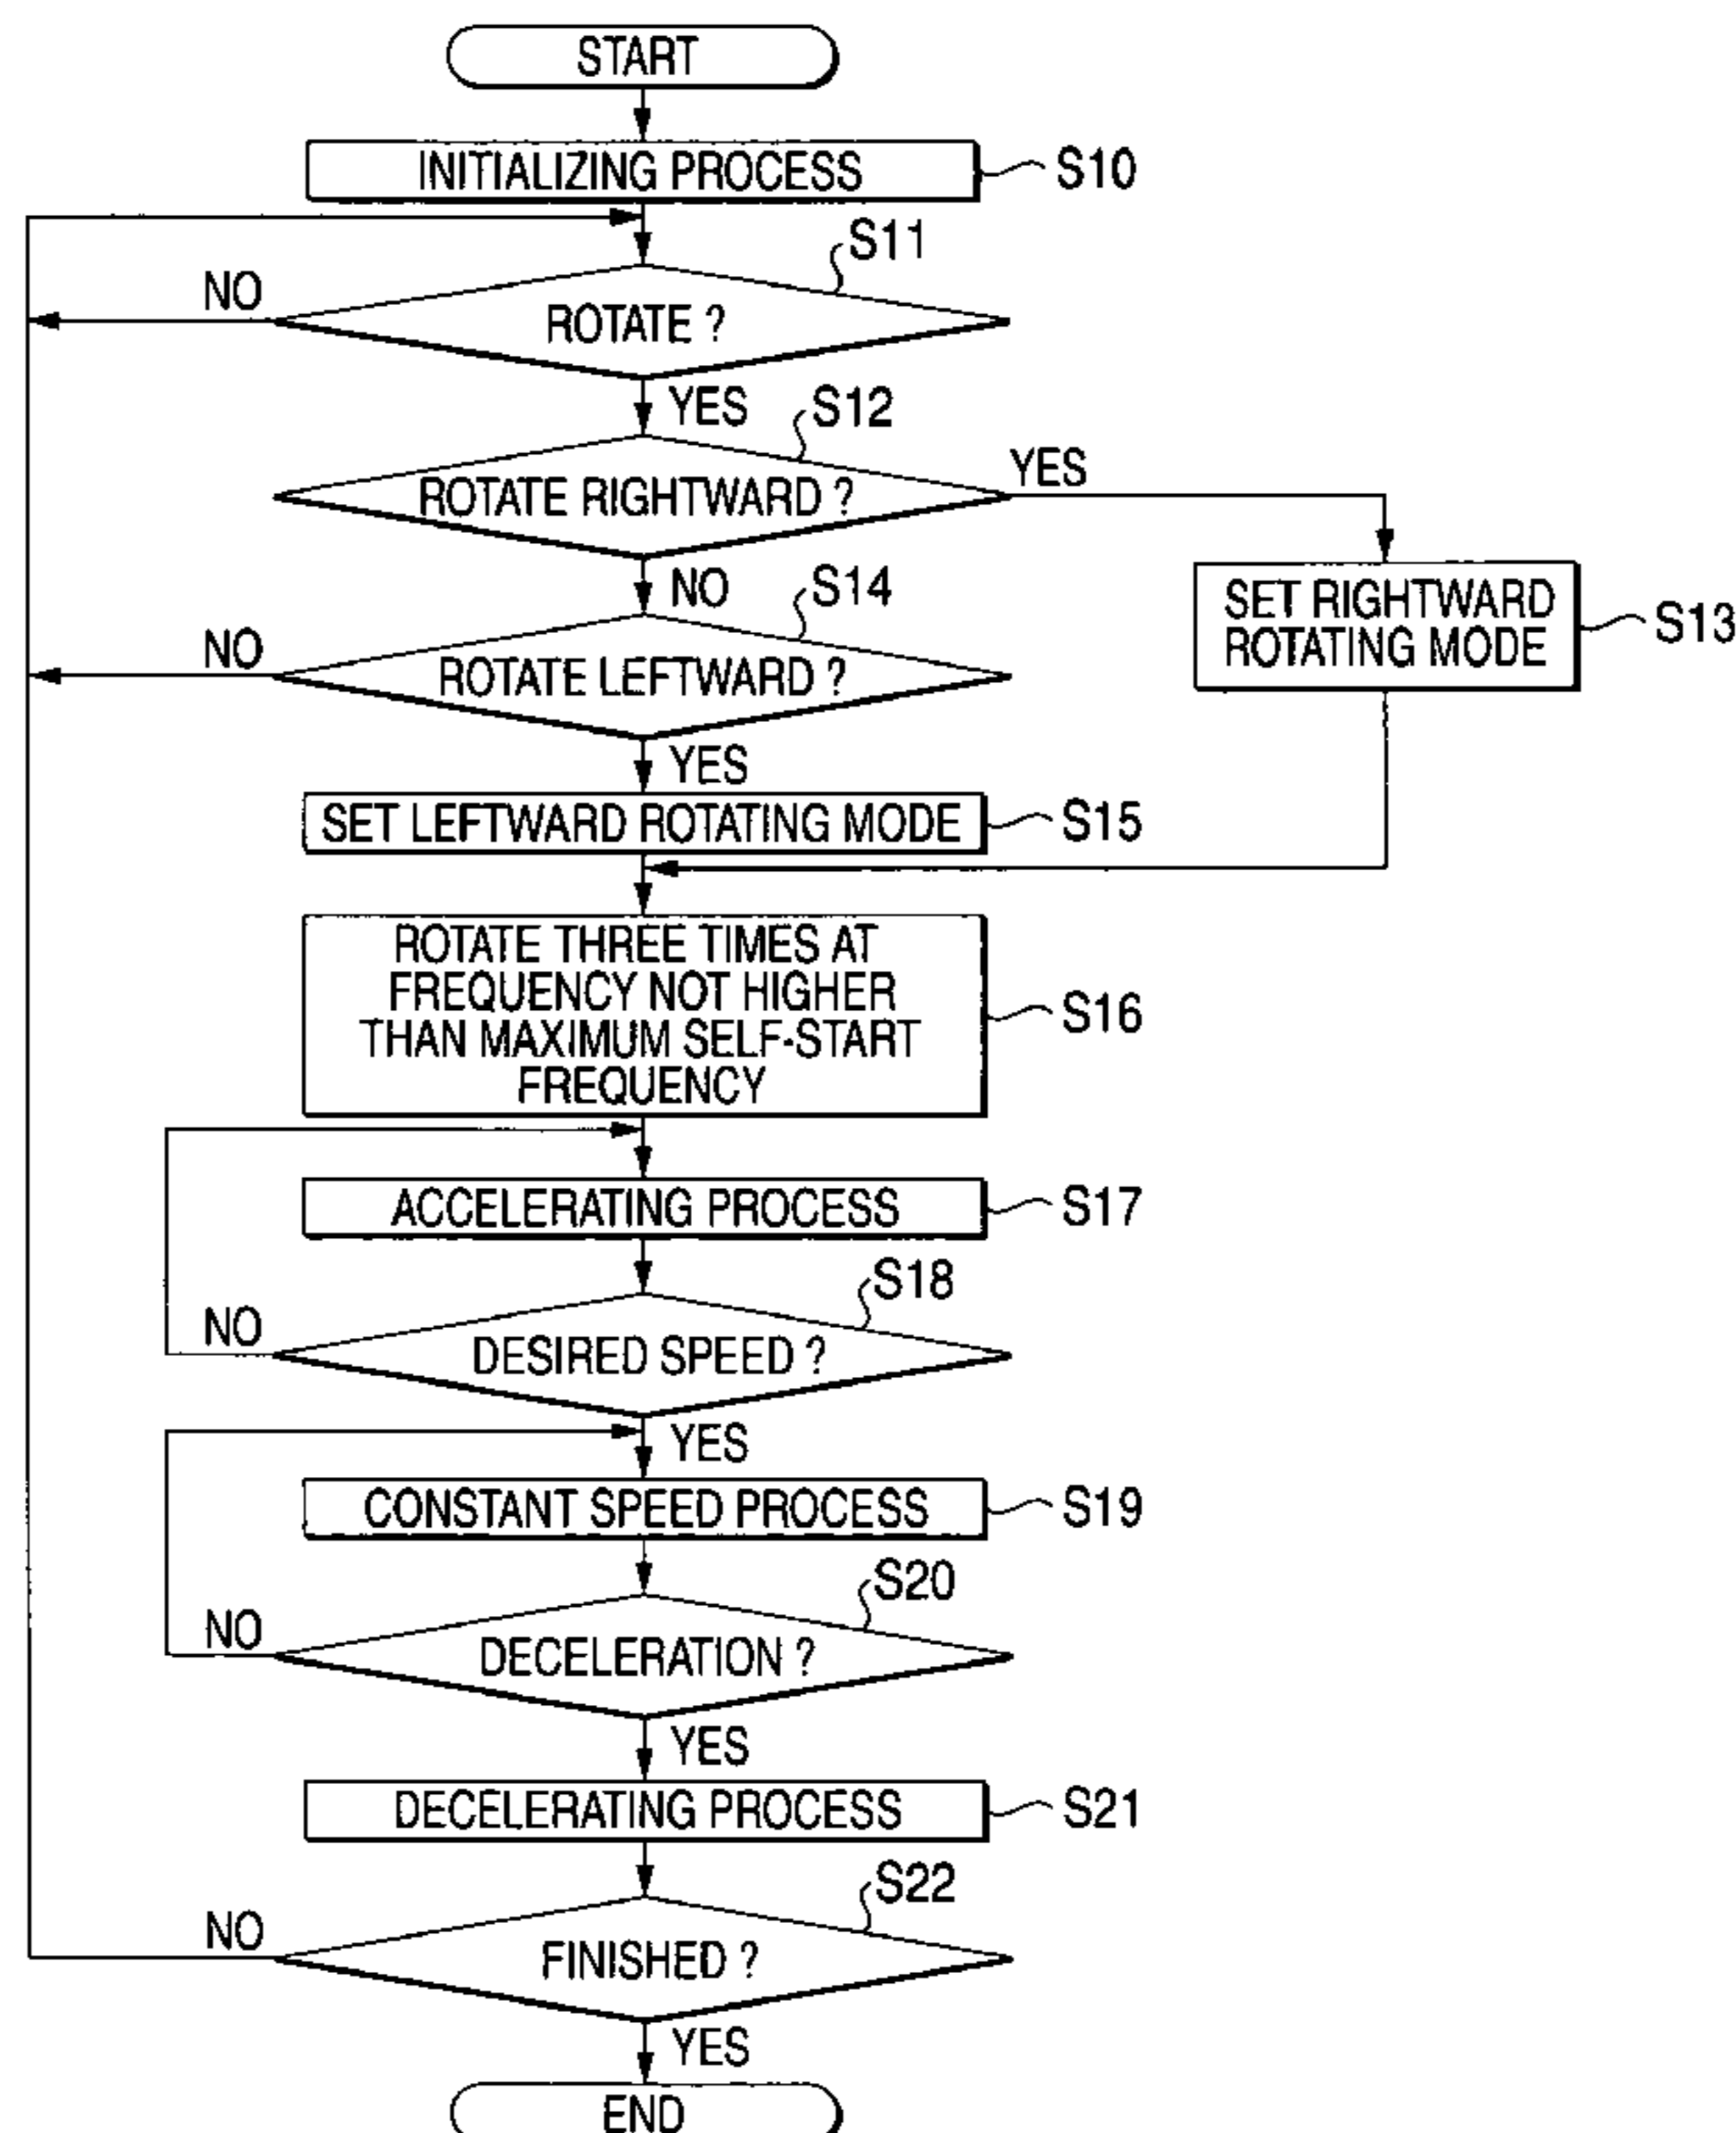 START
INITIALIZING PROCESS
S10
S11
NO
ROTATE ?
YES
S12
ROTATE RIGHTWARD ?
YES
NO
S14
SET RIGHTWARD
ROTATING MODE
S13
NO
ROTATE LEFTWARD ?
YES
SET LEFTWARD ROTATING MODE
S15
ROTATE THREE TIMES AT
FREQUENCY NOT HIGHER
THAN MAXIMUM SELF-START
FREQUENCY
S16
ACCELERATING PROCESS
S17
S18
NO
DESIRED SPEED ?
YES
CONSTANT SPEED PROCESS
S19
S20
NO
DECELERATION ?
YES
DECELERATING PROCESS
S21
S22
NO
FINISHED ?
YES
END